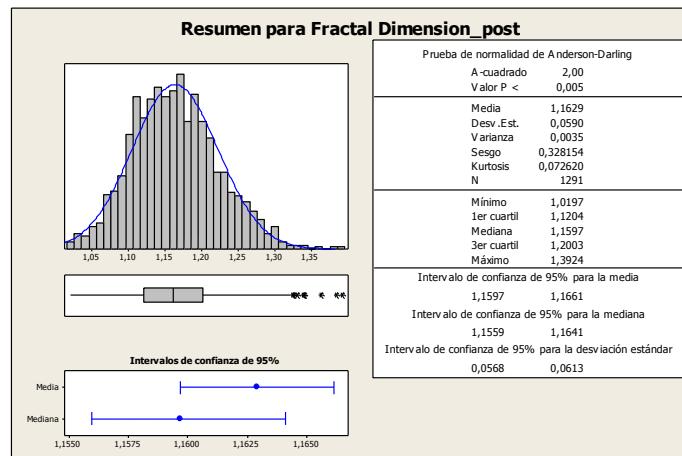 Resumen para Fractal Dimension_post
1,05 1,10 1,15 1,20 1,25 1,30 1,35
Intervalos de confianza de 95%
Media
Mediana
1,1550 1,1575 1,1600 1,1625 1,1650
Prueba de normalidad de Anderson-Darling
A-cuadrado 2,00
Valor P < 0,005
Media 1,1629
Desv.Est. 0,0590
Varianza 0,0035
Sesgo 0,328154
Kurtosis 0,072620
N 1291
Mínimo 1,0197
1er cuartil 1,1204
Mediana 1,1597
3er cuartil 1,2003
Máximo 1,3924
Intervalo de confianza de 95% para la media
1,1597 1,1661
Intervalo de confianza de 95% para la mediana
1,1559 1,1641
Intervalo de confianza de 95% para la desviación estándar
0,0568 0,0613